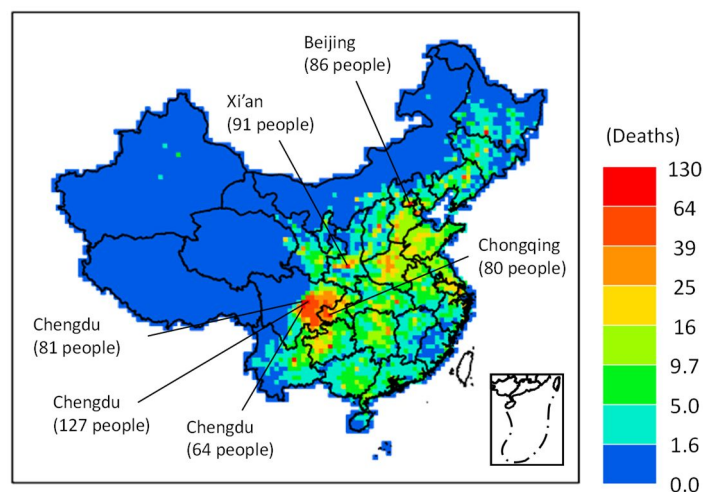 Beijing
(86 people)
Xi’an
(91 people)
(Deaths)
130
64
39
25
16
9.7
5.0
1.6
0.0
Chongqing
(80 people)
Chengdu
(81 people)
Chengdu
(127 people)
Chengdu
(64 people)